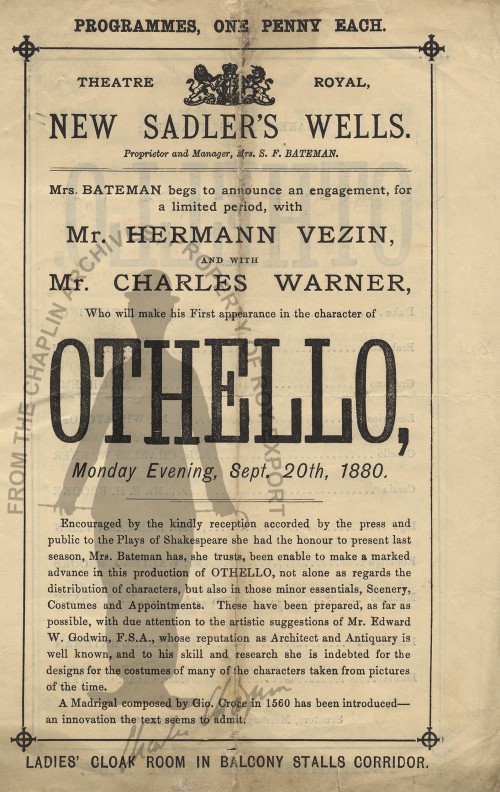 PROGRAMMES, ONE PENNY EACH.
THEATRE ROYAL,
NEW SADLER'S WELLS.
Proprietor and Manager, Mrs. S. F. BATEMAN.
Mrs. BATEMAN begs to announce an engagement, for
a limited period, with
Mr. HERMANN VEZIN,
AND WITH
Mr. CHARLES WARNER,
Who will make his First appearance in the character of
OTHELLO,
Monday Evening, Sept. 20th, 1880.
Encouraged by the kindly reception accorded by the press and
public to the Plays of Shakespeare she had the honour to present last
season, Mrs. Bateman has, she trusts, been enable to make a marked
advance in this production of OTHELLO, not alone as regards the
distribution of characters, but also in those minor essentials, Scenery,
Costumes and Appointments. These have been prepared, as far as
possible, with due attention to the artistic suggestions of Mr. Edward
W. Godwin, F.S.A., whose reputation as Architect and Antiquary is
well known, and to his skill and research she is indebted for the
designs for the costumes of many of the characters taken from pictures
of the time.
A Madrigal composed by Gio. Croce in 1560 has been introduced—
an innovation the text seems to admit.
LADIES' CLOAK ROOM IN BALCONY STALLS CORRIDOR.
FROM THE CHAPLIN ARCHIVES PROPERTY OF ROY EXPORT
Charles Chaplin